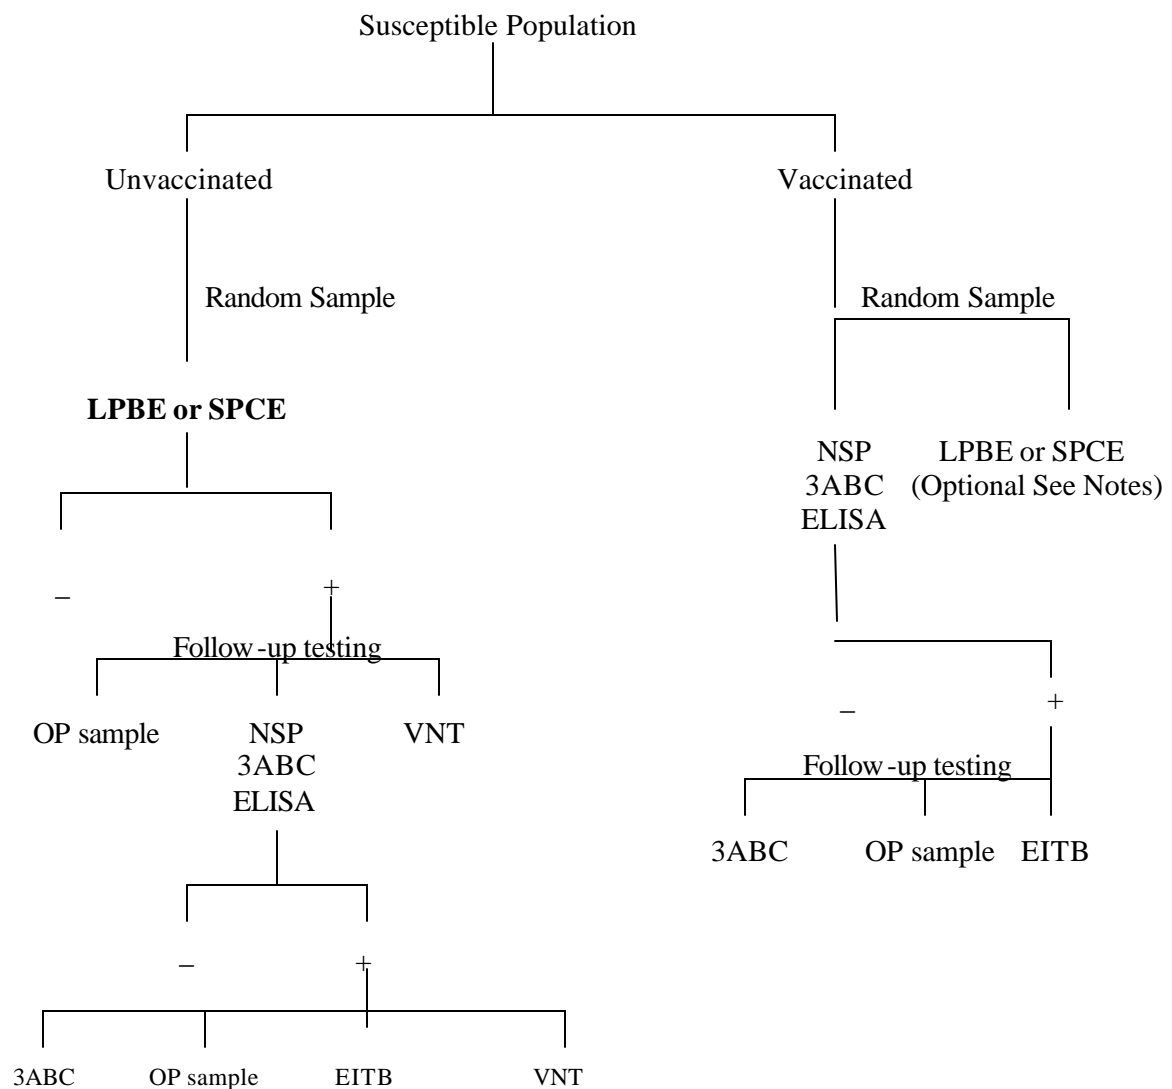 Susceptible Population
Unvaccinated
Vaccinated
Random Sample
Random Sample
LPBE or SPCE
NSP
3ABC
ELISA
LPBE or SPCE
(Optional See Notes)
–
+
Follow-up testing
OP sample
NSP
3ABC
ELISA
VNT
–
+
Follow-up testing
3ABC
OP sample
EITB
–
+
3ABC
OP sample
EITB
VNT